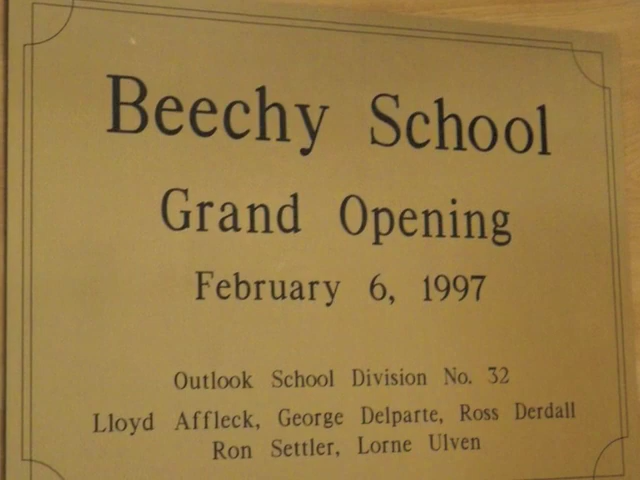 Beechy School
Grand Opening
February 6, 1997
Outlook School Division No. 32
Lloyd Affleck, George Delparte, Ross Derdall
Ron Settler, Lorne Ulven